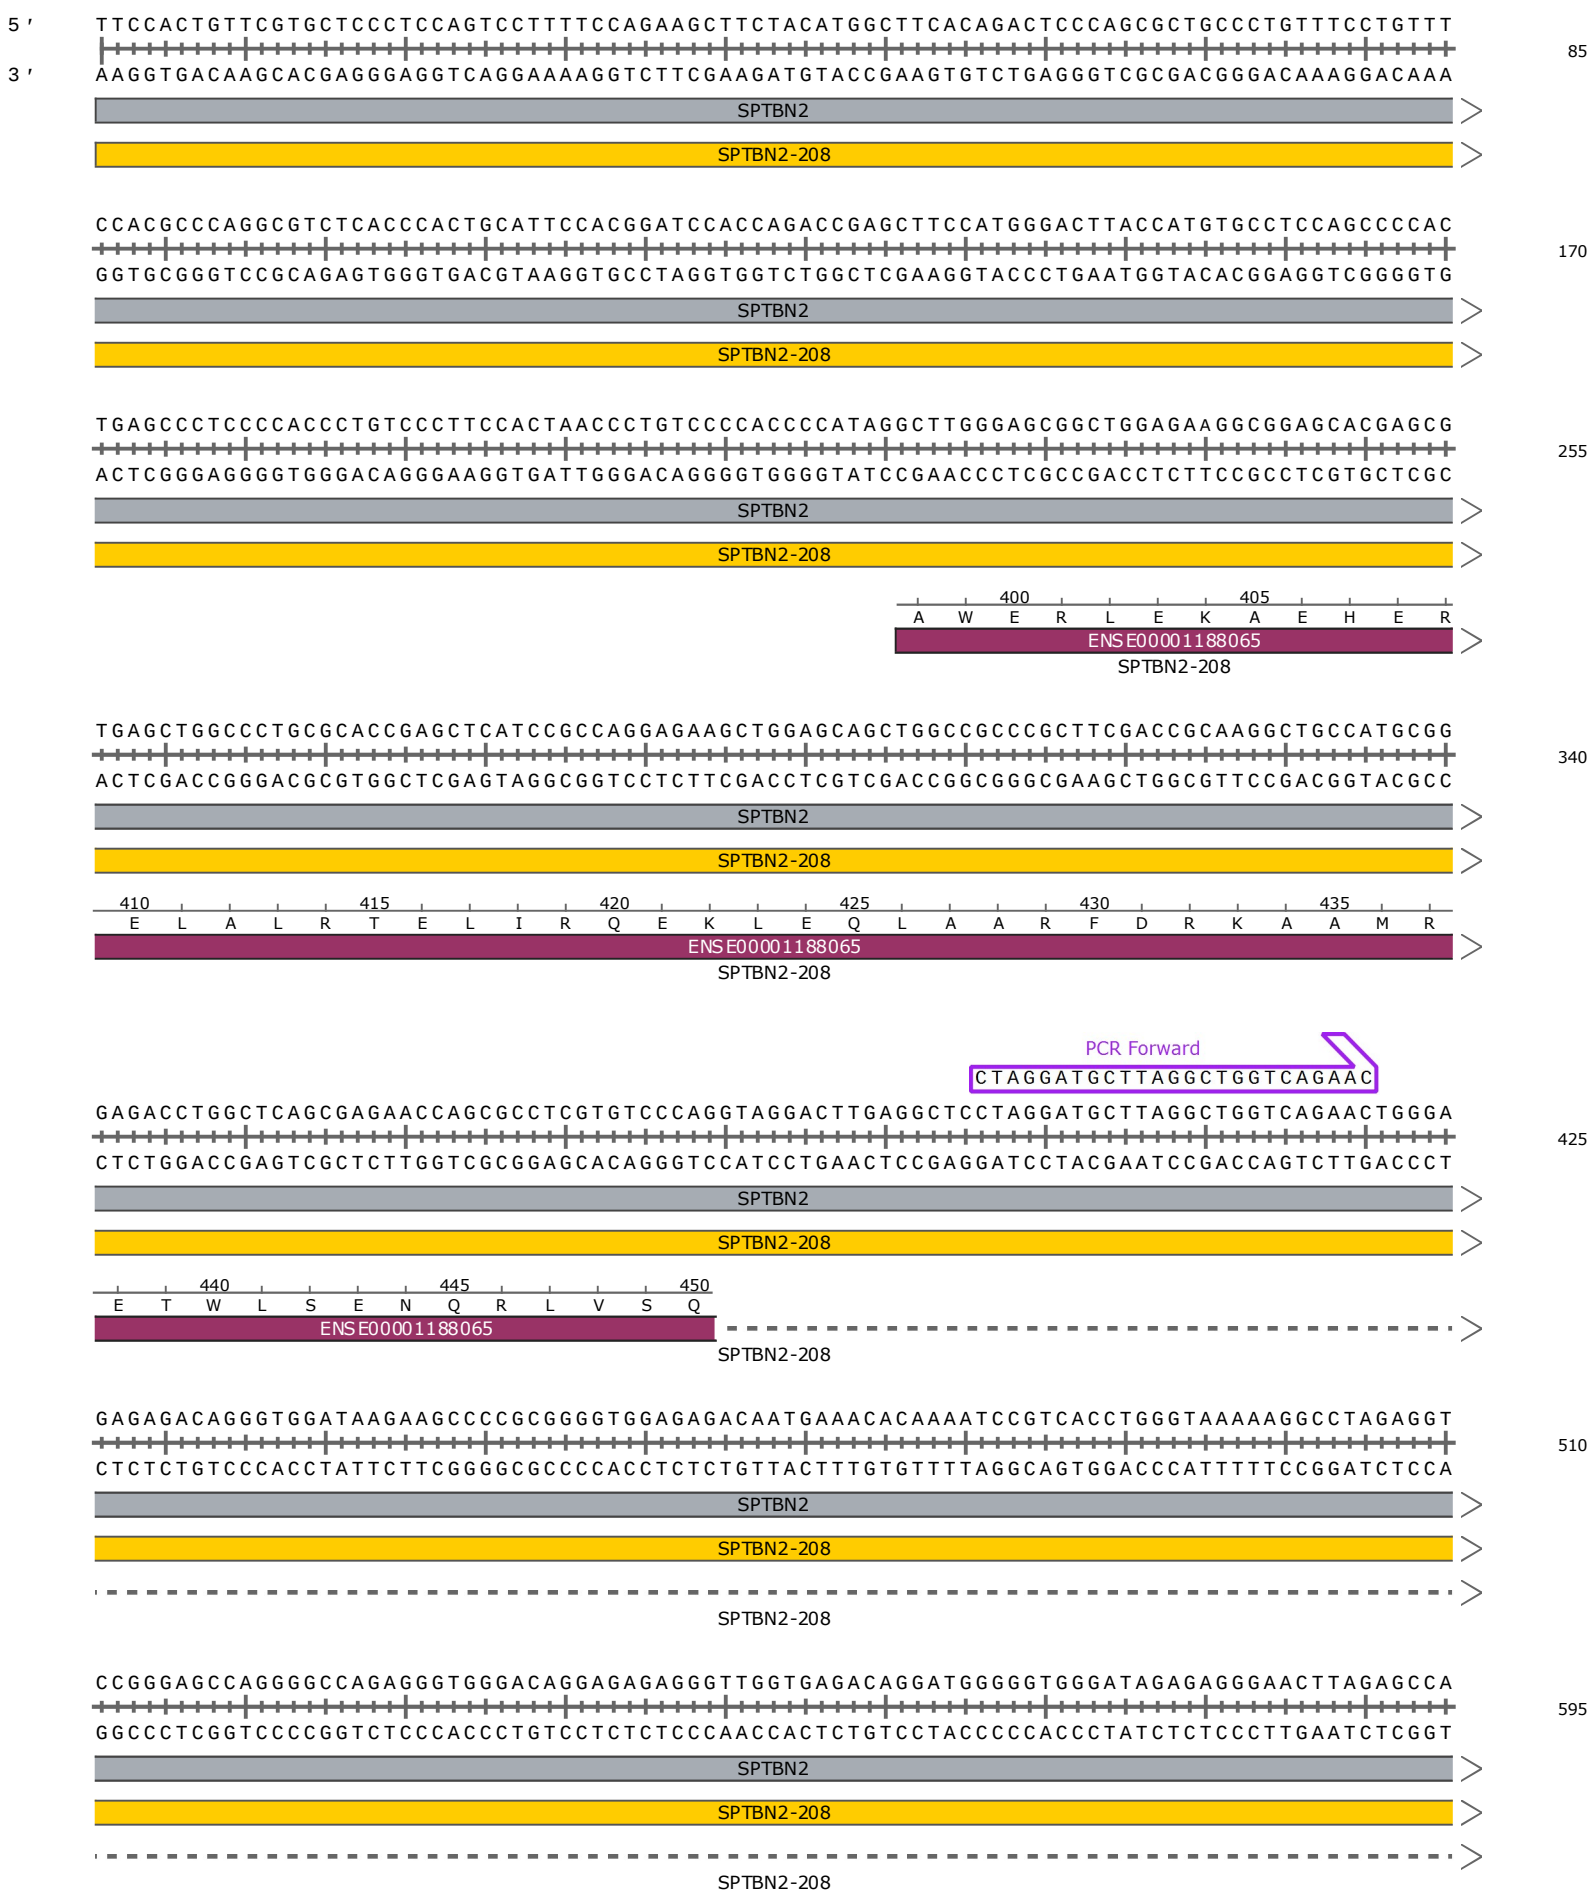 5 ' TTCCACTGTTCGTGCTCCCTCCAGTCCTTTTCCAGAAGCTTCTACATGGCTTCACAGACTCCCAGCGCTGCCCTGTTTCCTGTTT
85
3 ' AAGGTGACAAGCACGAGGGAGGTCAGGAAAAGGTCTTCGAAGATGTACCGAAGTGTCTGAGGGTCGCGACGGGACAAAGGACAAA
SPTBN2
SPTBN2-208
CCACGCCCAGGCGTCTCACCCACTGCATTCCACGGATCCACCAGACCGAGCTTCCATGGGACTTACCATGTGCCTCCAGCCCCAC
170
GGTGCGGGTCCGCAGAGTGGGTGACGTAAGGTGCCTAGGTGGTCTGGCTCGAAGGTACCCTGAATGGTACACGGAGGTCGGGGTG
SPTBN2
SPTBN2-208
TGAGCCCTCCCCACCCTGTCCCTTCCACTAACCCTGTCCCCACCCCATAGGCTTGGGAGCGGCTGGAGAAGGCGGAGCACGAGCG
255
ACTCGGGAGGGGTGGGACAGGGAAGGTGATTGGGACAGGGGTGGGGTATCCGAACCCTCGCCGACCTCTTCCGCCTCGTGCTCGC
SPTBN2
SPTBN2-208
400 405
A W E R L E K A E H E R
ENSE00001188065
SPTBN2-208
TGAGCTGGCCCTGCGCACCGAGCTCATCCGCCAGGAGAAGCTGGAGCAGCTGGCCGCCCGCTTCGACCGCAAGGCTGCCATGCGG
340
ACTCGACCGGGACGCGTGGCTCGAGTAGGCGGTCCTCTTCGACCTCGTCGACCGGCGGGCGAAGCTGGCGTTCCGACGGTACGCC
SPTBN2
SPTBN2-208
410 415 420 425 430 435
E L A L R T E L I R Q E K L E Q L A A R F D R K A A M R
ENSE00001188065
SPTBN2-208
PCR Forward
CTAGGATGCTTAGGCTGGTCAGAAC
GAGACCTGGCTCAGCGAGAACCAGCGCCTCGTGTCCCAGGTAGGACTTGAGGCTCCTAGGATGCTTAGGCTGGTCAGAACTGGGA
425
CTCTGGACCGAGTCGCTCTTGGTCGCGGAGCACAGGGTCCATCCTGAACTCCGAGGATCCTACGAATCCGACCAGTCTTGACCCT
SPTBN2
SPTBN2-208
440 445 450
E T W L S E N Q R L V S Q
ENSE00001188065
SPTBN2-208
GAGAGACAGGGTGGATAAGAAGCCCCGCGGGGTGGAGAGACAATGAAACACAAAATCCGTCACCTGGGTAAAAAGGCCTAGAGGT
510
CTCTCTGTCCCACCTATTCTTCGGGGCGCCCCACCTCTCTGTTACTTTGTGTTTTAGGCAGTGGACCCATTTTTCCGGATCTCCA
SPTBN2
SPTBN2-208
SPTBN2-208
CCGGGAGCCAGGGGCCAGAGGGTGGGACAGGAGAGAGGGTTGGTGAGACAGGATGGGGGTGGGATAGAGAGGGAACTTAGAGCCA
595
GGCCCTCGGTCCCCGGTCTCCCACCCTGTCCTCTCTCCCAACCACTCTGTCCTACCCCCACCCTATCTCTCCCTTGAATCTCGGT
SPTBN2
SPTBN2-208
SPTBN2-208